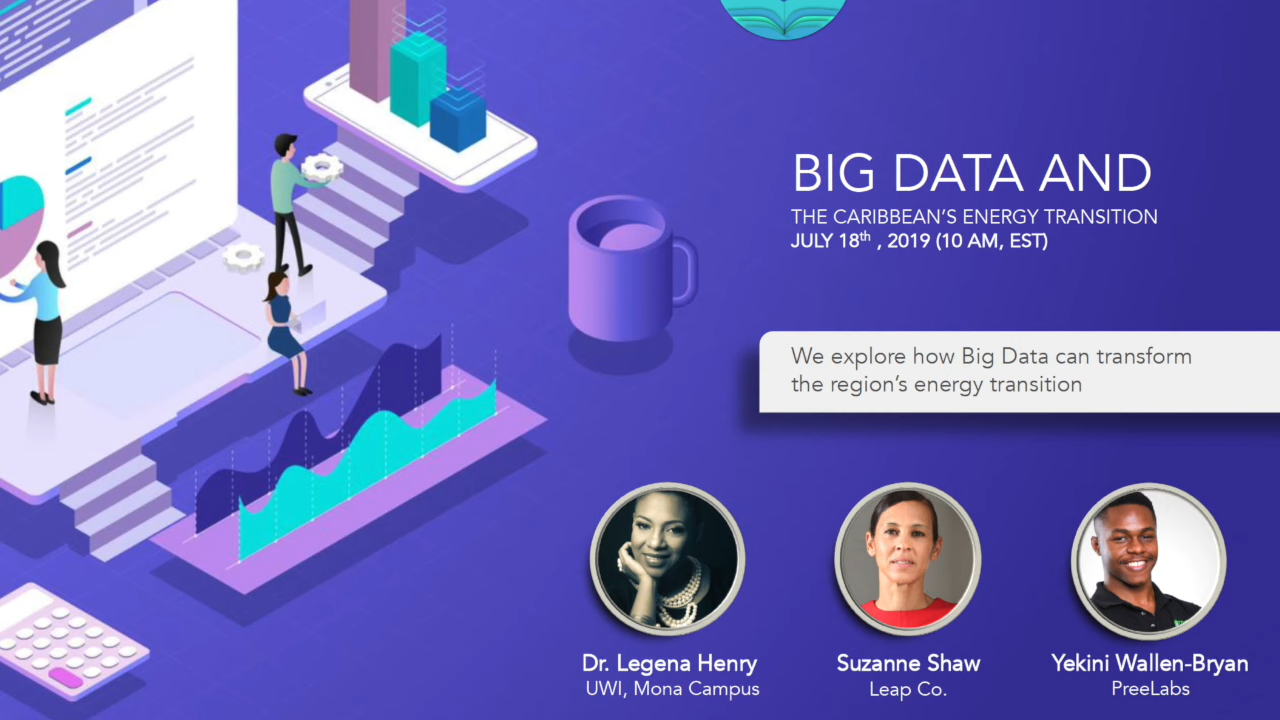 BIG DATA AND
THE CARIBBEAN’S ENERGY TRANSITION
JULY 18th , 2019 (10 AM, EST)
We explore how Big Data can transform
the region’s energy transition
Dr. Legena Henry
UWI, Mona Campus
Suzanne Shaw
Leap Co.
Yekini Wallen-Bryan
PreeLabs